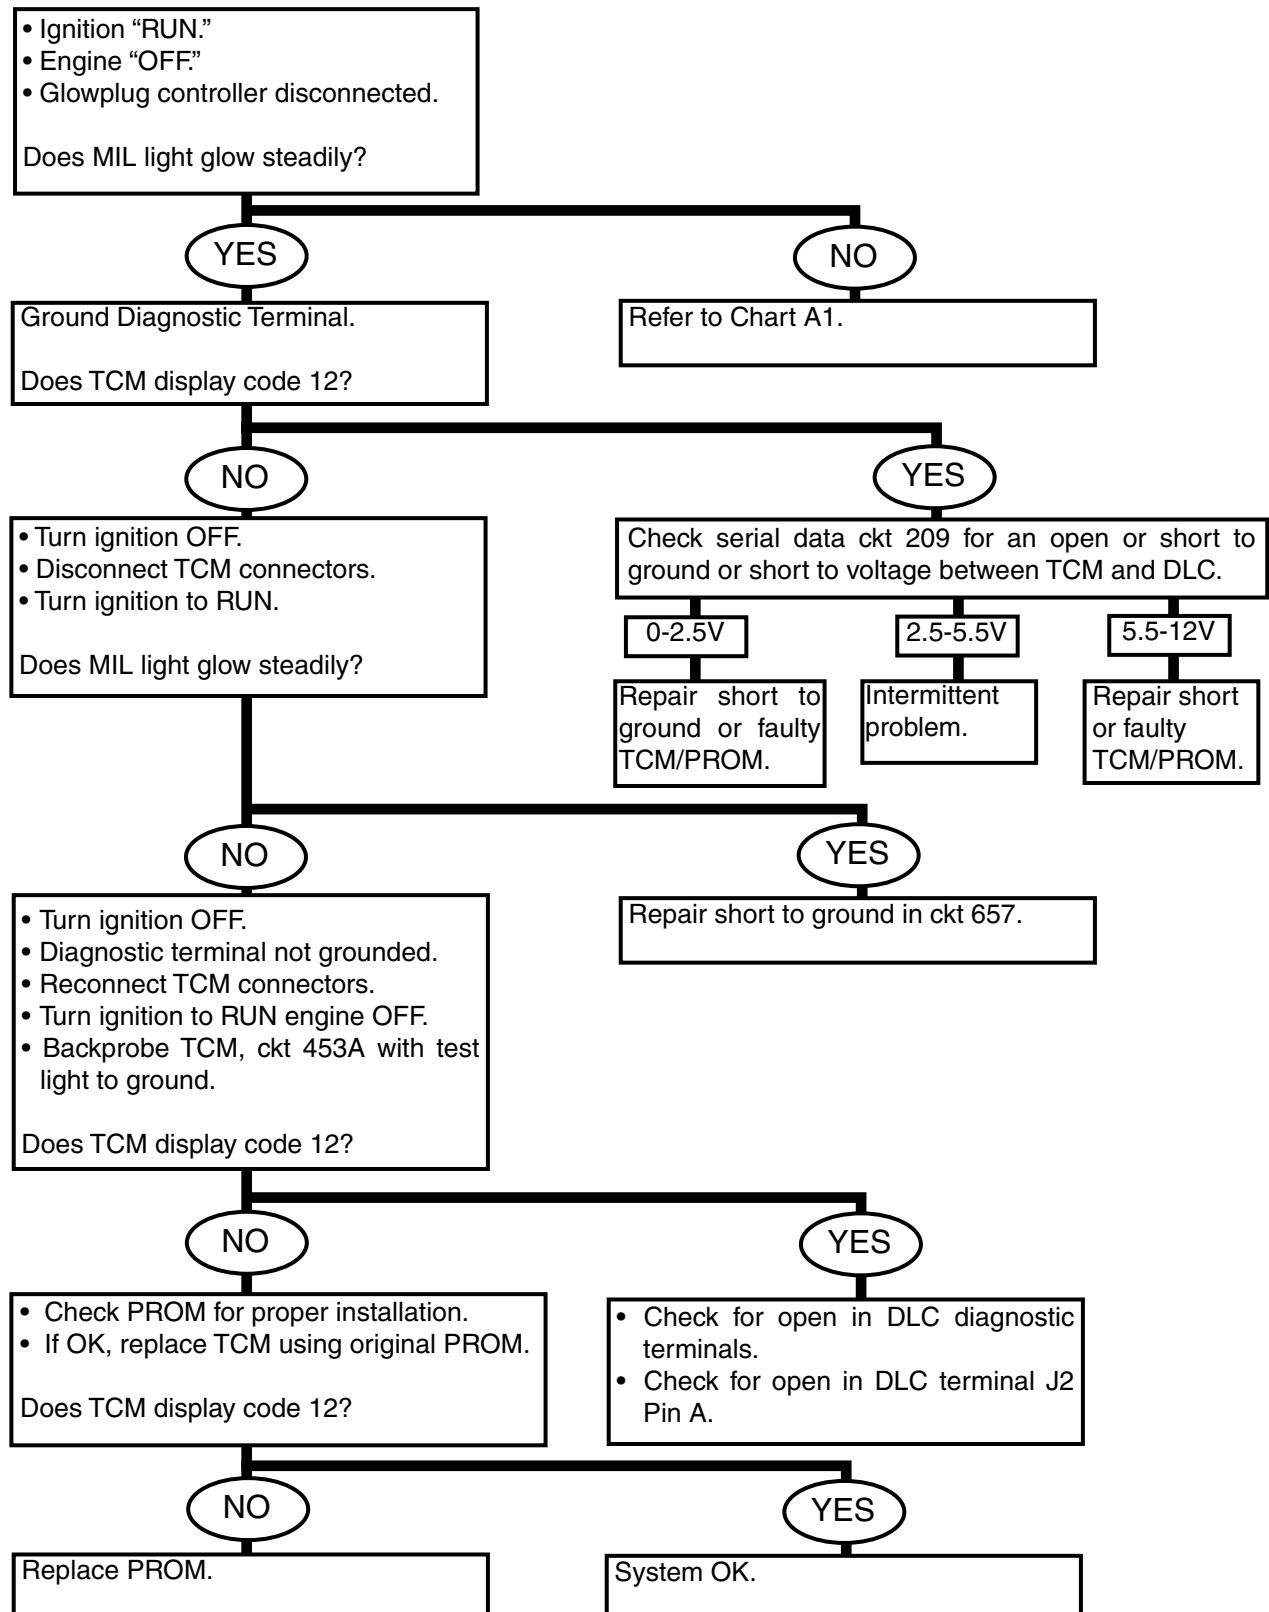 • Ignition “RUN.”
• Engine “OFF.”
• Glowplug controller disconnected.
Does MIL light glow steadily?
YES
NO
Ground Diagnostic Terminal.
Does TCM display code 12?
Refer to Chart A1.
NO
YES
• Turn ignition OFF.
• Disconnect TCM connectors.
• Turn ignition to RUN.
Does MIL light glow steadily?
Check serial data ckt 209 for an open or short to
ground or short to voltage between TCM and DLC.
0-2.5V
2.5-5.5V
5.5-12V
Repair short to
ground or faulty
TCM/PROM.
Intermittent
problem.
Repair short
or faulty
TCM/PROM.
NO
YES
• Turn ignition OFF.
• Diagnostic terminal not grounded.
• Reconnect TCM connectors.
• Turn ignition to RUN engine OFF.
• Backprobe TCM, ckt 453A with test
light to ground.
Does TCM display code 12?
Repair short to ground in ckt 657.
NO
YES
• Check PROM for proper installation.
• If OK, replace TCM using original PROM.
Does TCM display code 12?
• Check for open in DLC diagnostic
terminals.
• Check for open in DLC terminal J2
Pin A.
NO
YES
Replace PROM.
System OK.